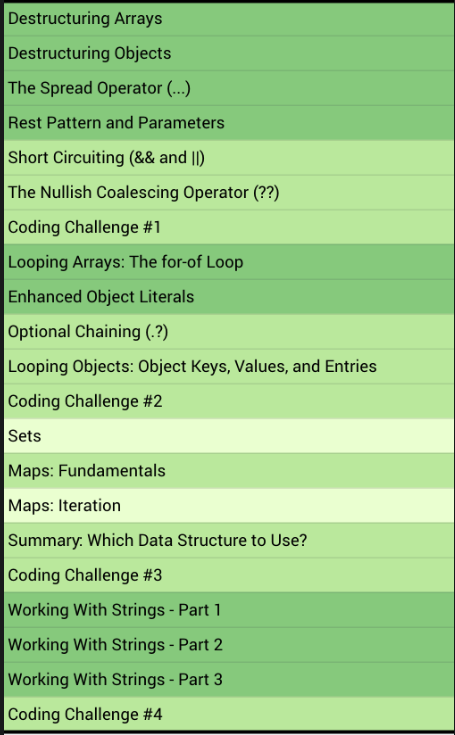 Destructuring Arrays
Destructuring Objects
The Spread Operator (...)
Rest Pattern and Parameters
Short Circuiting (&& and ||)
The Nullish Coalescing Operator (??)
Coding Challenge #1
Looping Arrays: The for-of Loop
Enhanced Object Literals
Optional Chaining (.?)
Looping Objects: Object Keys, Values, and Entries
Coding Challenge #2
Sets
Maps: Fundamentals
Maps: Iteration
Summary: Which Data Structure to Use?
Coding Challenge #3
Working With Strings - Part 1
Working With Strings - Part 2
Working With Strings - Part 3
Coding Challenge #4